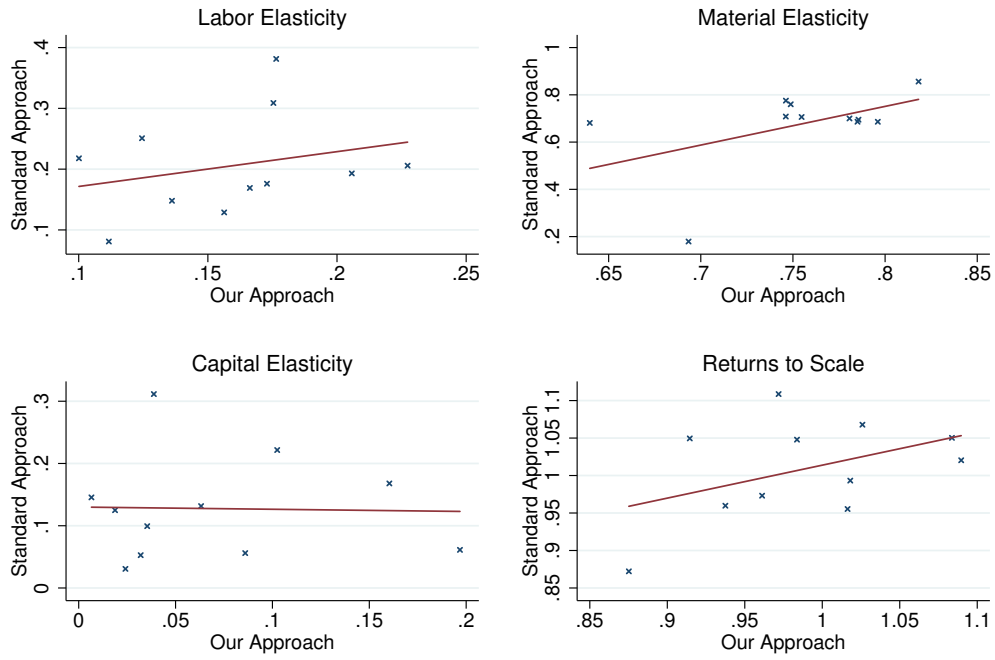 Labor Elasticity
Standard Approach
.4
.3
.2
.1
.1 .15 .2 .25
Our Approach
Material Elasticity
Standard Approach
1
.8
.6
.4
.2
.65 .7 .75 .8 .85
Our Approach
Capital Elasticity
Standard Approach
.3
.2
.1
0
0 .05 .1 .15 .2
Our Approach
Returns to Scale
Standard Approach
1.1
1.05
1
.95
.9
.85
.85 .9 .95 1 1.05 1.1
Our Approach